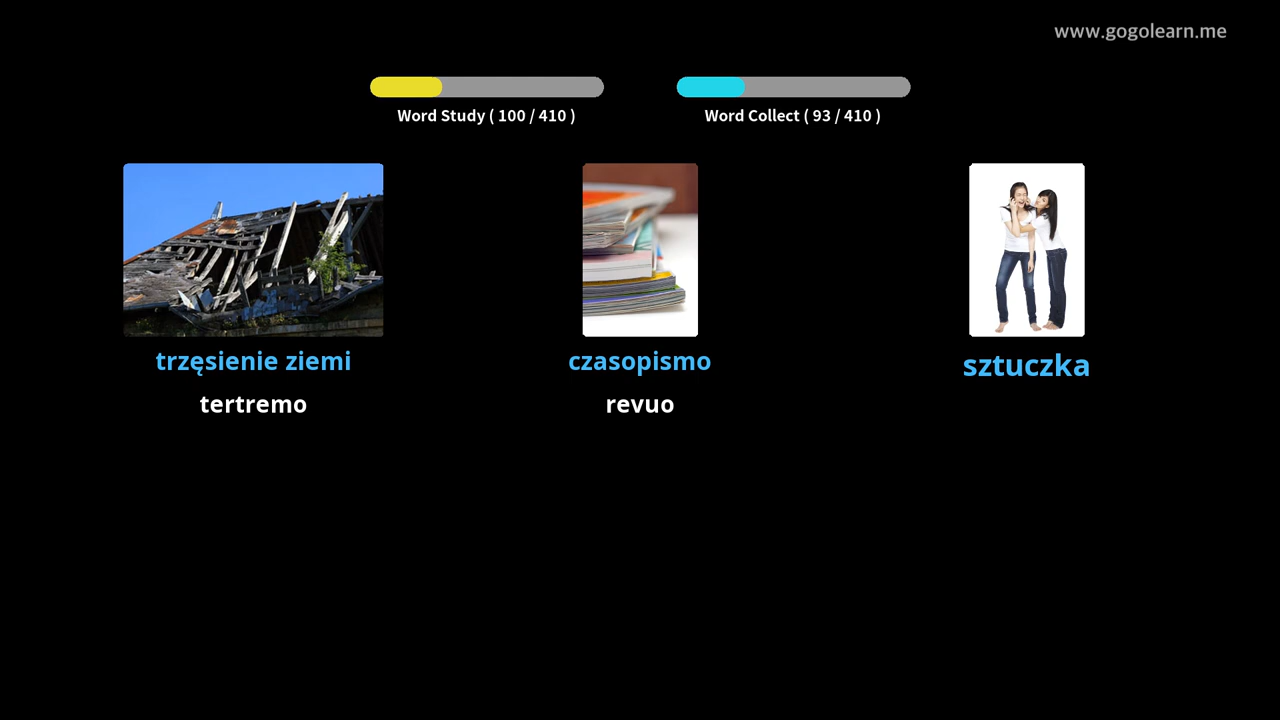 www.gogolearn.me
Word Study ( 100 / 410 )
Word Collect ( 93 / 410 )
trzęsienie ziemi
czasopismo
sztuczka
tertremo
revuo